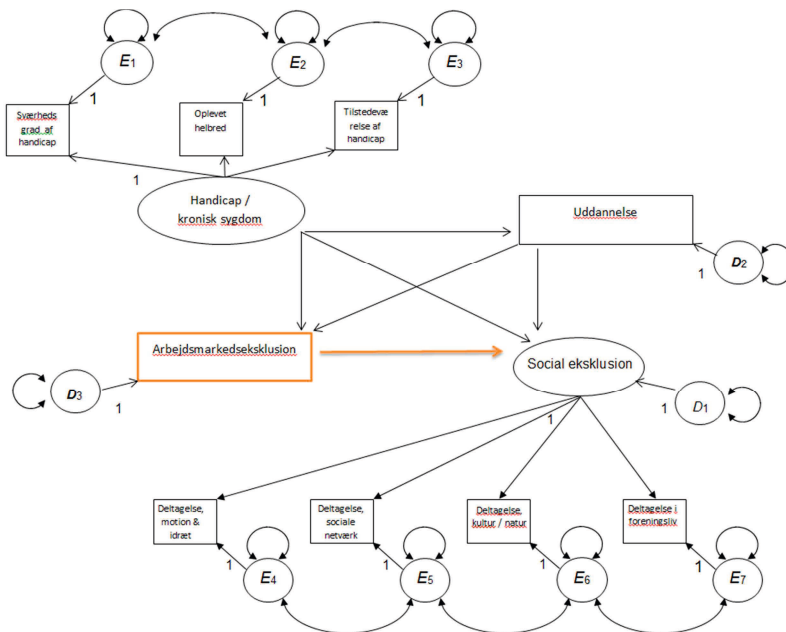 E1
E2
E3
1
1
1
Sværheds
grad af
handicap
Oplevet
helbred
Tilstedevæ
relse af
handicap
1
Handicap /
kronisk sygdom
Uddannelse
1
D2
Arbejdsmarkedseksklusion
Social eksklusion
D3
1
1
D1
1
Deltagelse,
motion &
idræt
Deltagelse,
sociale
netværk
Deltagelse,
kultur / natur
Deltagelse i
foreningsliv
1
E4
1
E5
1
E6
1
E7